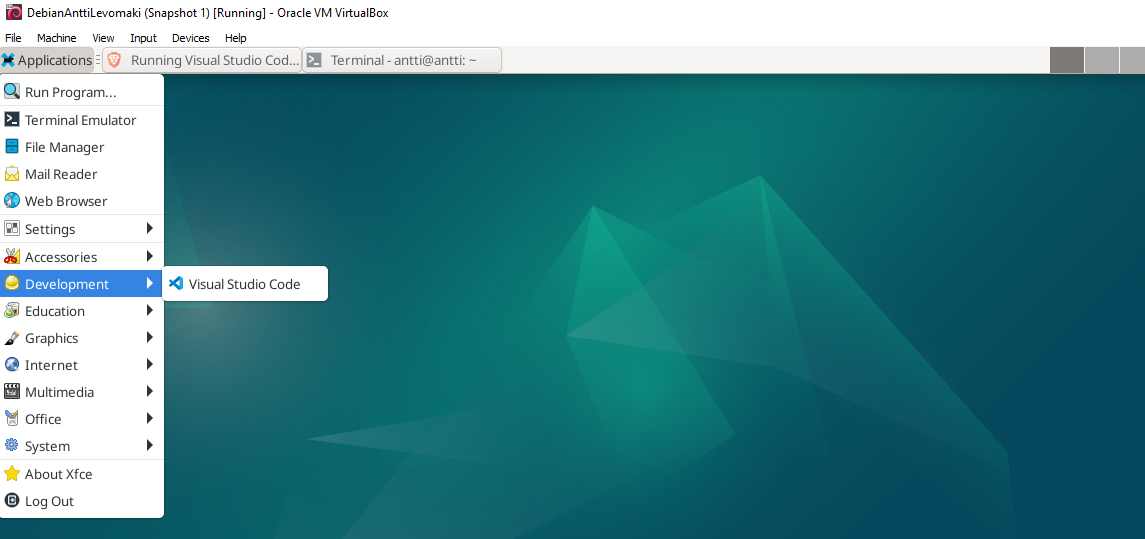 DebianAnttiLevomaki (Snapshot 1) [Running] - Oracle VM VirtualBox
File Machine View Input Devices Help
Applications Running Visual Studio Cod... Terminal - antti@antti: ~
Run Program...
Terminal Emulator
File Manager
Mail Reader
Web Browser
Settings
Accessories
Development
Visual Studio Code
Education
Graphics
Internet
Multimedia
Office
System
About Xfce
Log Out